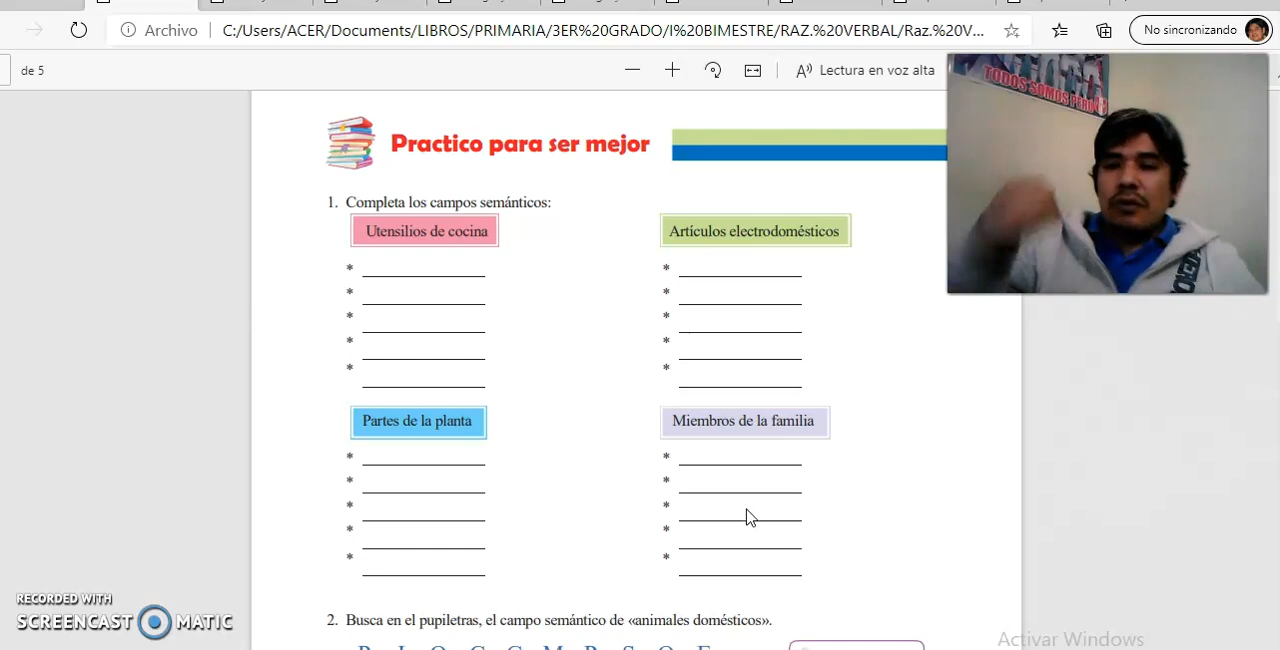 Archivo
C:/Users/ACER/Documents/LIBROS/PRIMARIA/3ER%20GRADO/I%20BIMESTRE/RAZ.%20VERBAL/Raz.%20V...
No sincronizando
de 5
Lectura en voz alta
TODOS SOMOS PERÚ
Practico para ser mejor
1. Completa los campos semánticos:
Utensilios de cocina
Artículos electrodomésticos
*
*
*
*
*
*
*
*
*
*
Partes de la planta
Miembros de la familia
*
*
*
*
*
*
*
*
*
*
RECORDED WITH
SCREENCAST MATIC
2. Busca en el pupiletras, el campo semántico de «animales domésticos».
Activar Windows